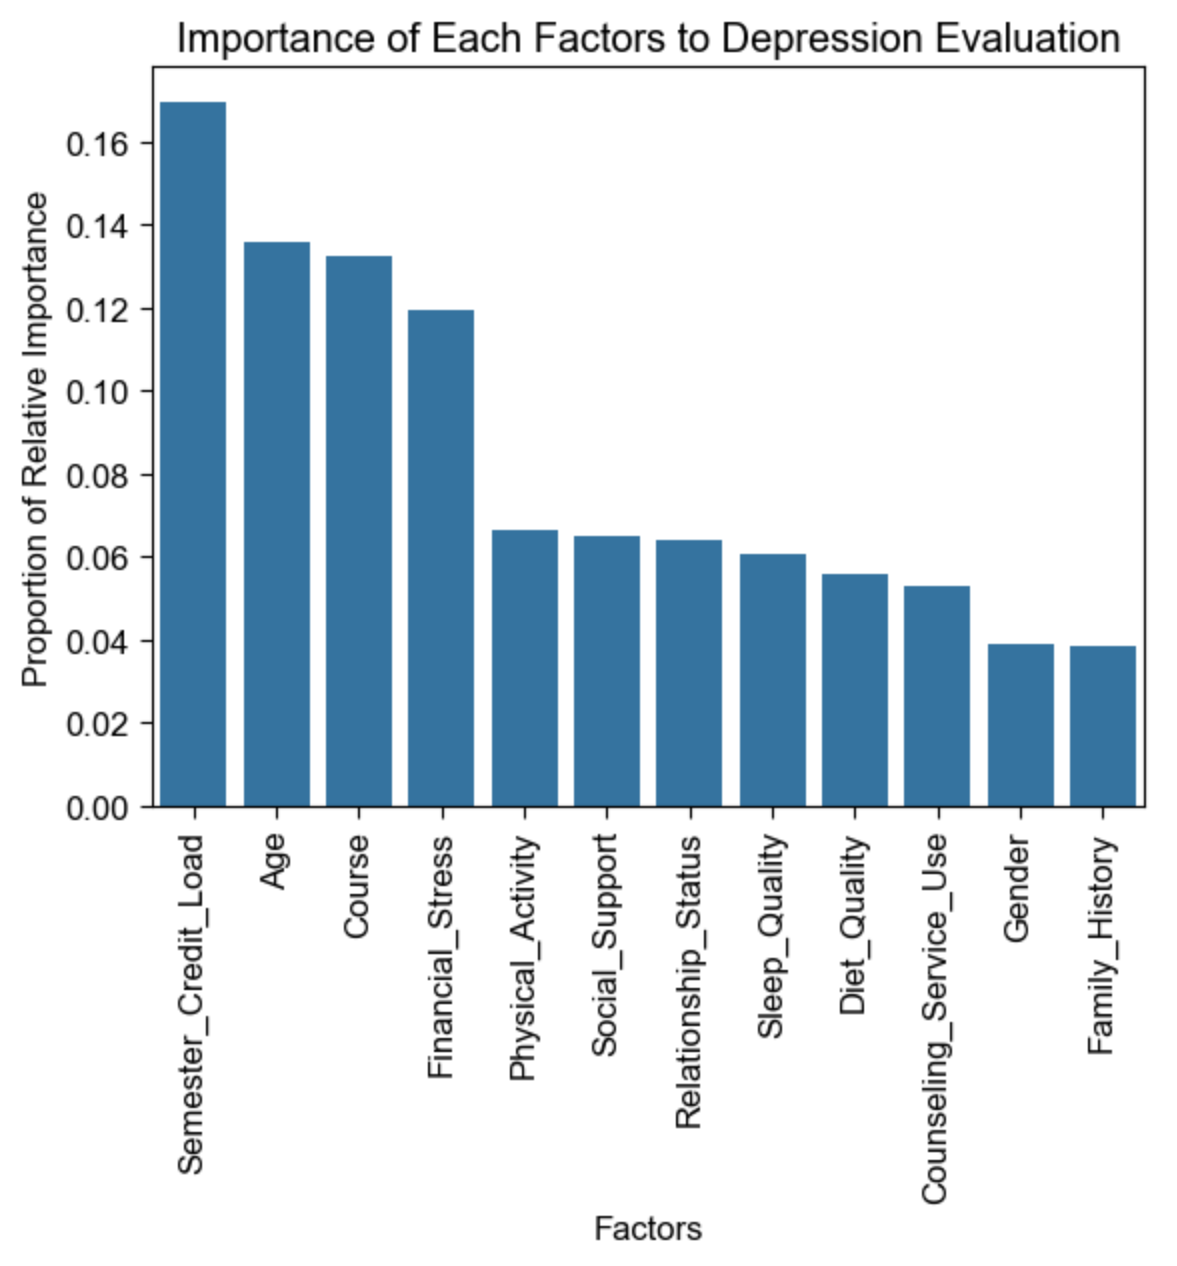 Importance of Each Factors to Depression Evaluation
Proportion of Relative Importance
0.16
0.14
0.12
0.10
0.08
0.06
0.04
0.02
0.00
Semester_Credit_Load
Age
Course
Financial_Stress
Physical_Activity
Social_Support
Relationship_Status
Sleep_Quality
Diet_Quality
Counseling_Service_Use
Gender
Family_History
Factors